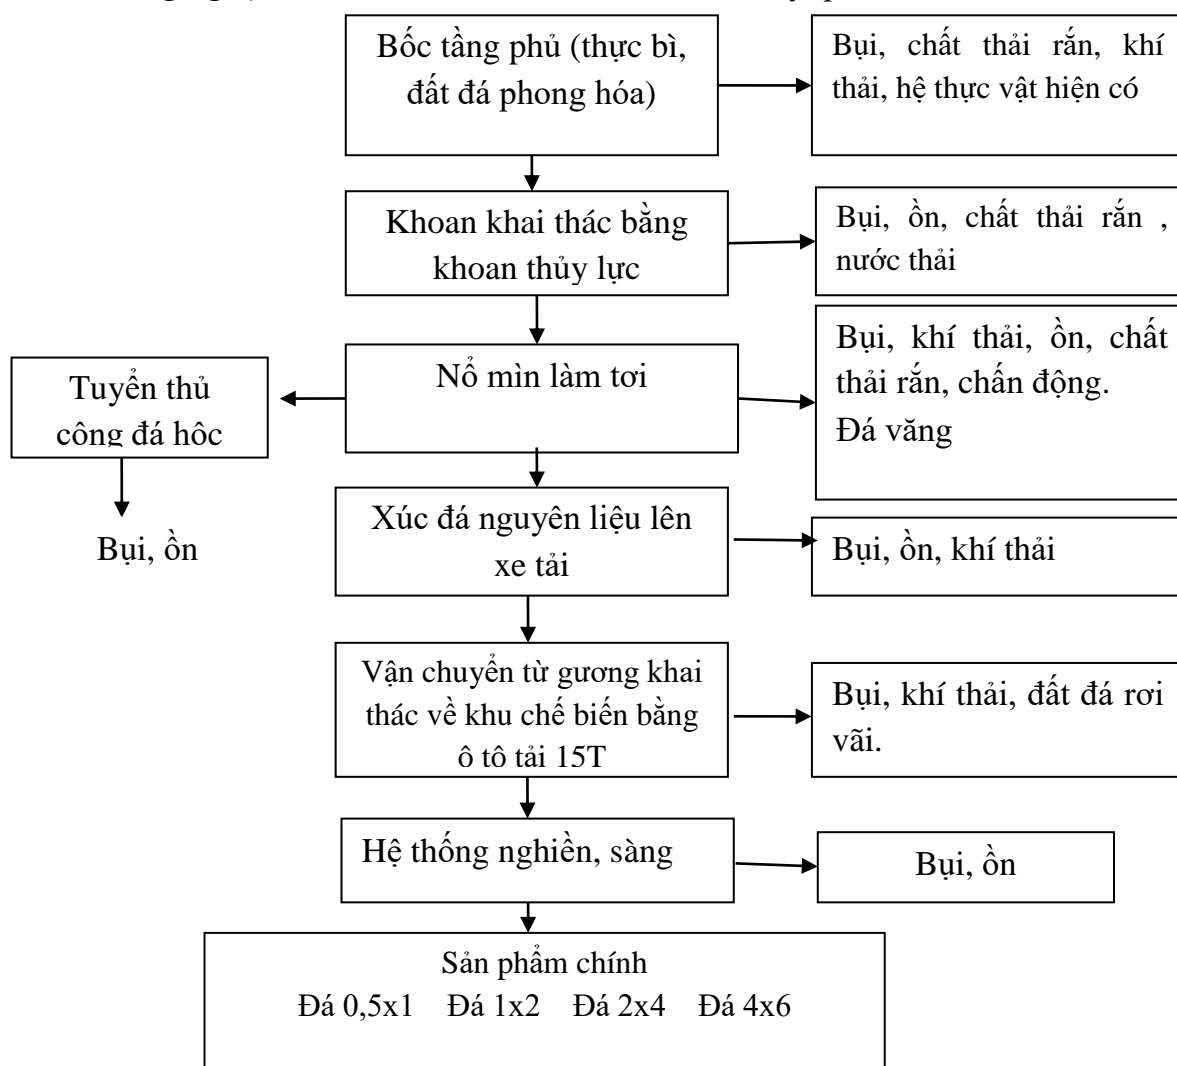 Bốc tầng phủ (thực bì,
đất đá phong hóa)
Bụi, chất thải rắn, khí
thải, hệ thực vật hiện có
Khoan khai thác bằng
khoan thủy lực
Bụi, ồn, chất thải rắn ,
nước thải
Nổ mìn làm tơi
Bụi, khí thải, ồn, chất
thải rắn, chấn động.
Đá văng
Tuyển thủ
công đá hộc
Bụi, ồn
Xúc đá nguyên liệu lên
xe tải
Bụi, ồn, khí thải
Vận chuyển từ gương khai
thác về khu chế biến bằng
ô tô tải 15T
Bụi, khí thải, đất đá rơi
vãi.
Hệ thống nghiền, sàng
Bụi, ồn
Sản phẩm chính
Đá 0,5x1 Đá 1x2 Đá 2x4 Đá 4x6